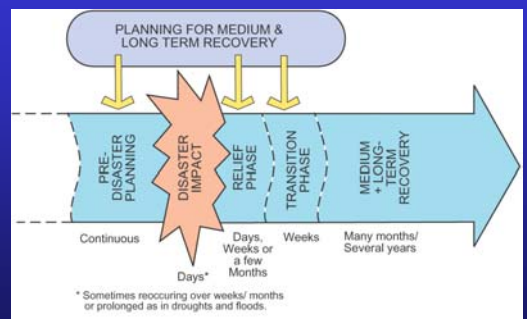 PLANNING FOR MEDIUM &
LONG TERM RECOVERY
PRE-
DISASTER
PLANNING
DISASTER
IMPACT
RELIEF
PHASE
TRANSITION
PHASE
MEDIUM
+ LONG-
TERM
RECOVERY
Continuous
Days*
Days,
Weeks or
a few
Months
Weeks
Many months/
Several years
* Sometimes reoccuring over weeks/ months
or prolonged as in droughts and floods.